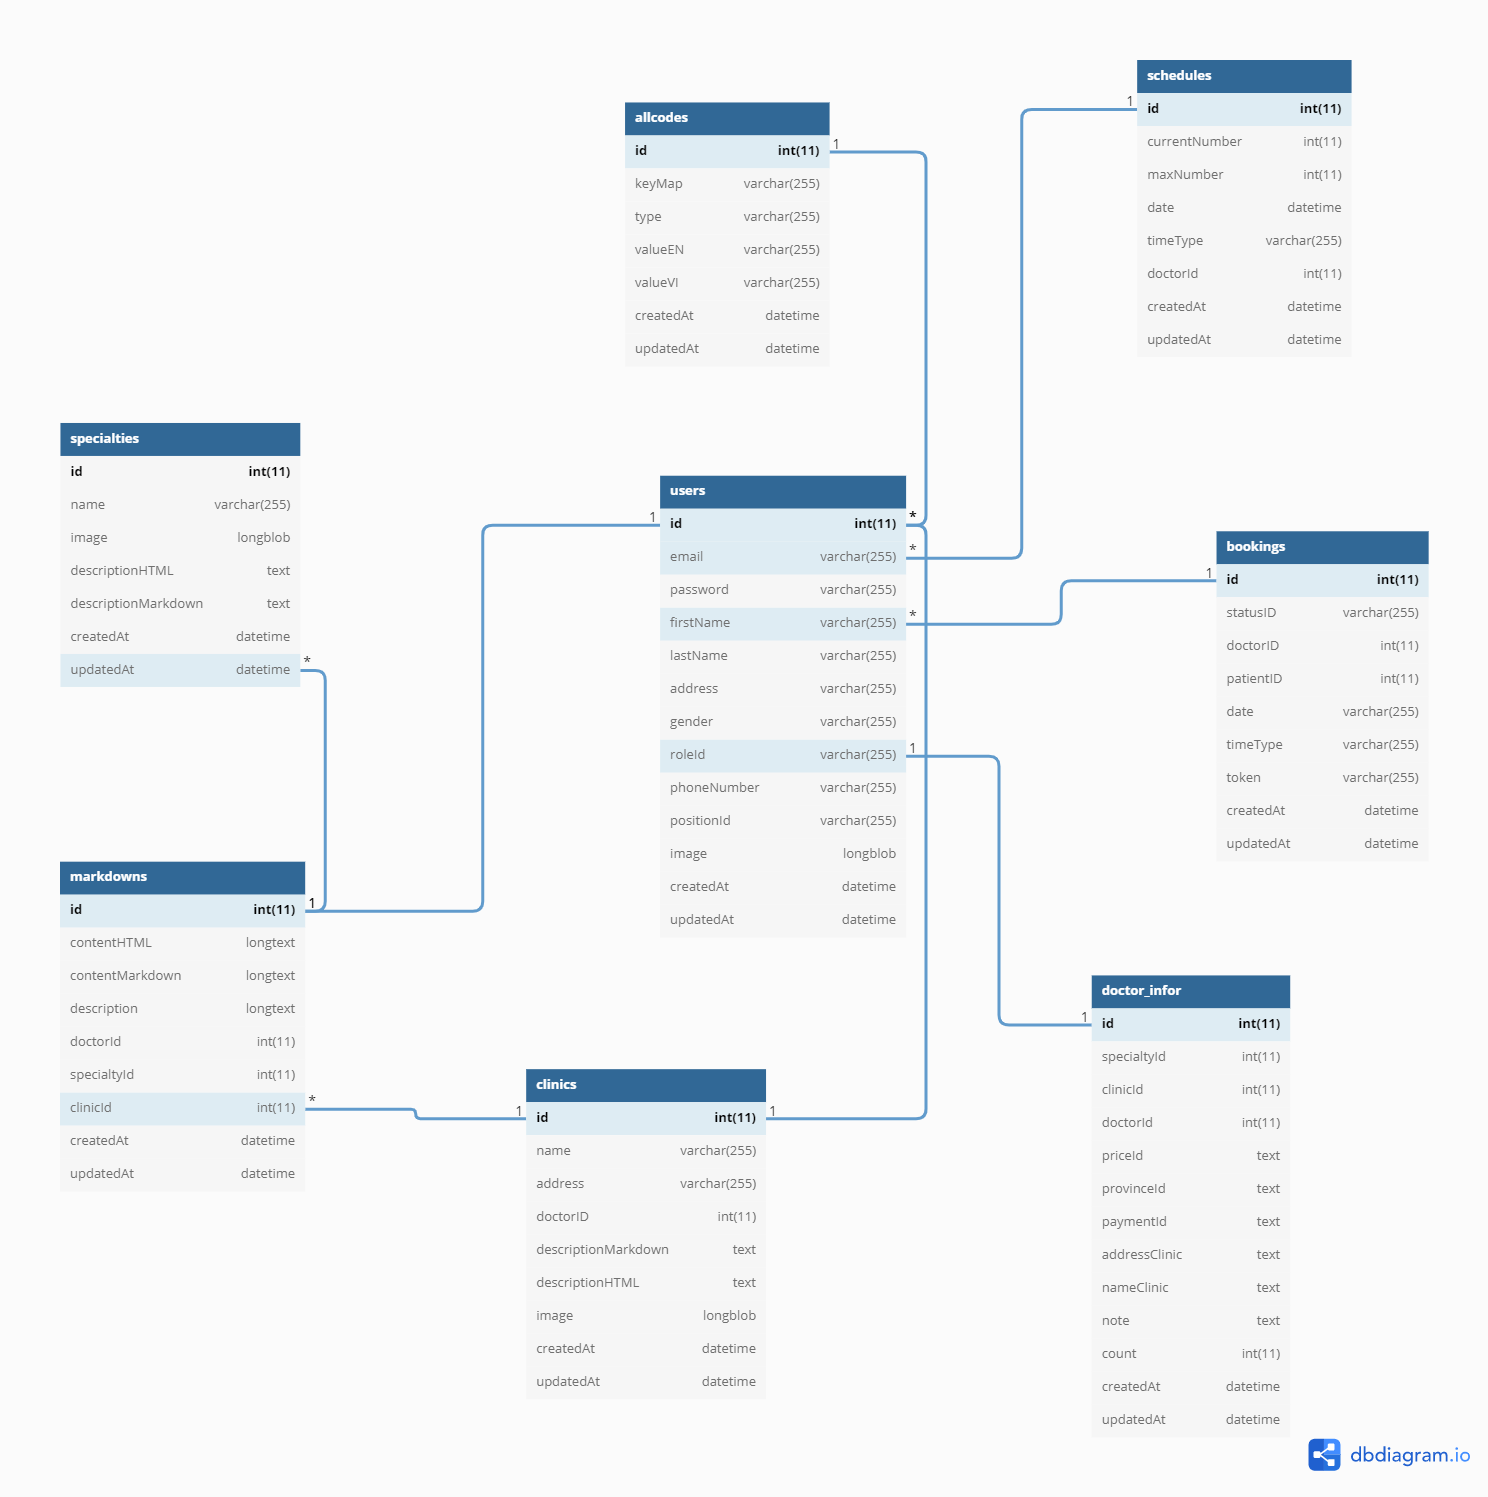 schedules
1
id int(11)
currentNumber int(11)
maxNumber int(11)
date datetime
timeType varchar(255)
doctorId int(11)
createdAt datetime
updatedAt datetime
allcodes
id int(11)
1
keyMap varchar(255)
type varchar(255)
valueEN varchar(255)
valueVI varchar(255)
createdAt datetime
updatedAt datetime
specialties
id int(11)
name varchar(255)
image longblob
descriptionHTML text
descriptionMarkdown text
createdAt datetime
updatedAt datetime
*
users
1
id int(11)
*
email varchar(255)
*
password varchar(255)
firstName varchar(255)
*
lastName varchar(255)
address varchar(255)
gender varchar(255)
roleId varchar(255)
1
phoneNumber varchar(255)
positionId varchar(255)
image longblob
createdAt datetime
updatedAt datetime
bookings
1
id int(11)
statusID varchar(255)
doctorID int(11)
patientID int(11)
date varchar(255)
timeType varchar(255)
token varchar(255)
createdAt datetime
updatedAt datetime
markdowns
id int(11)
1
contentHTML longtext
contentMarkdown longtext
description longtext
doctorId int(11)
specialtyId int(11)
clinicId int(11)
*
createdAt datetime
updatedAt datetime
clinics
1
id int(11)
1
name varchar(255)
address varchar(255)
doctorID int(11)
descriptionMarkdown text
descriptionHTML text
image longblob
createdAt datetime
updatedAt datetime
doctor_infor
1
id int(11)
specialtyId int(11)
clinicId int(11)
doctorId int(11)
priceId text
provinceId text
paymentId text
addressClinic text
nameClinic text
note text
count int(11)
createdAt datetime
updatedAt datetime
dbdiagram.io